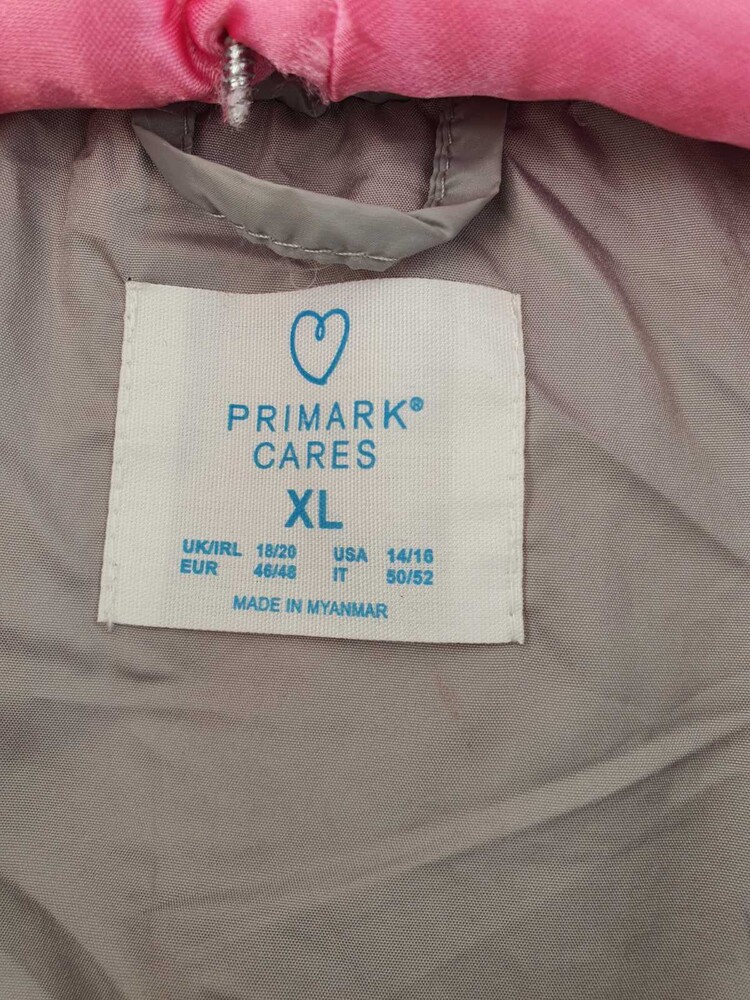 PRIMARK®
CARES
XL
UK/IRL 18/20 USA 14/16
EUR 46/48 IT 50/52
MADE IN MYANMAR